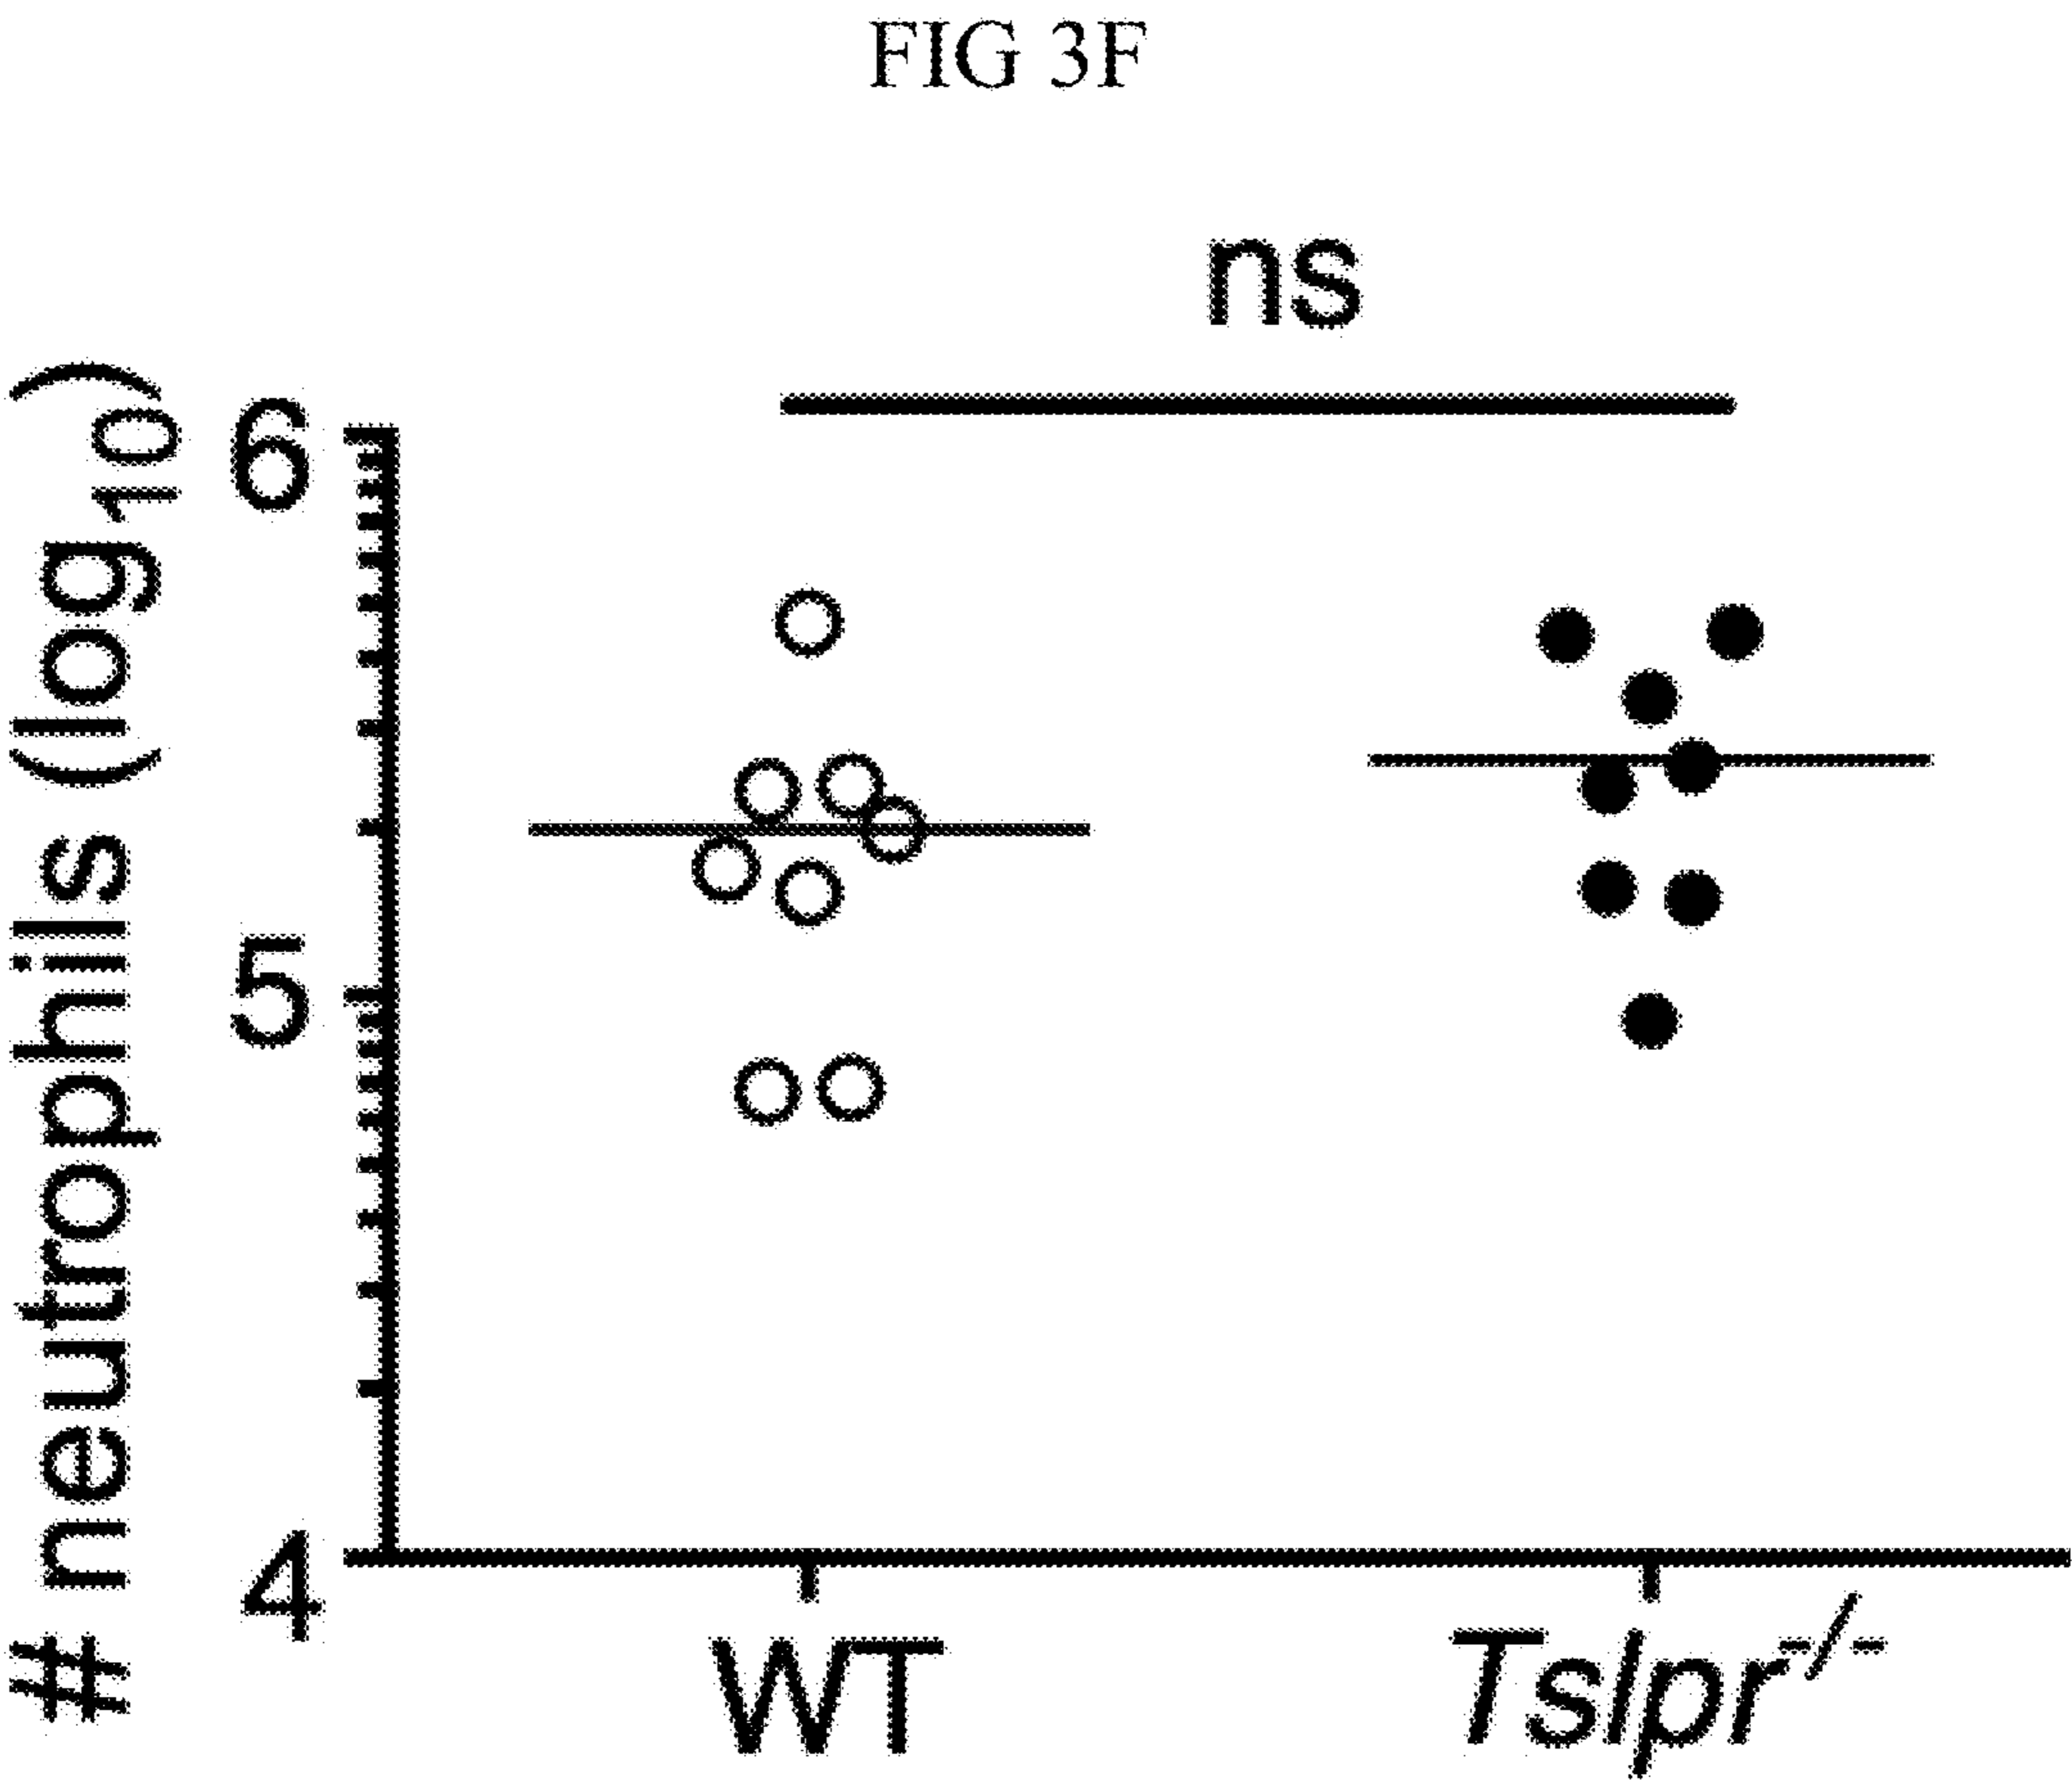 FIG 3F
ns
# neutrophils (log10)
6
5
4
WT
Tslpr-/-